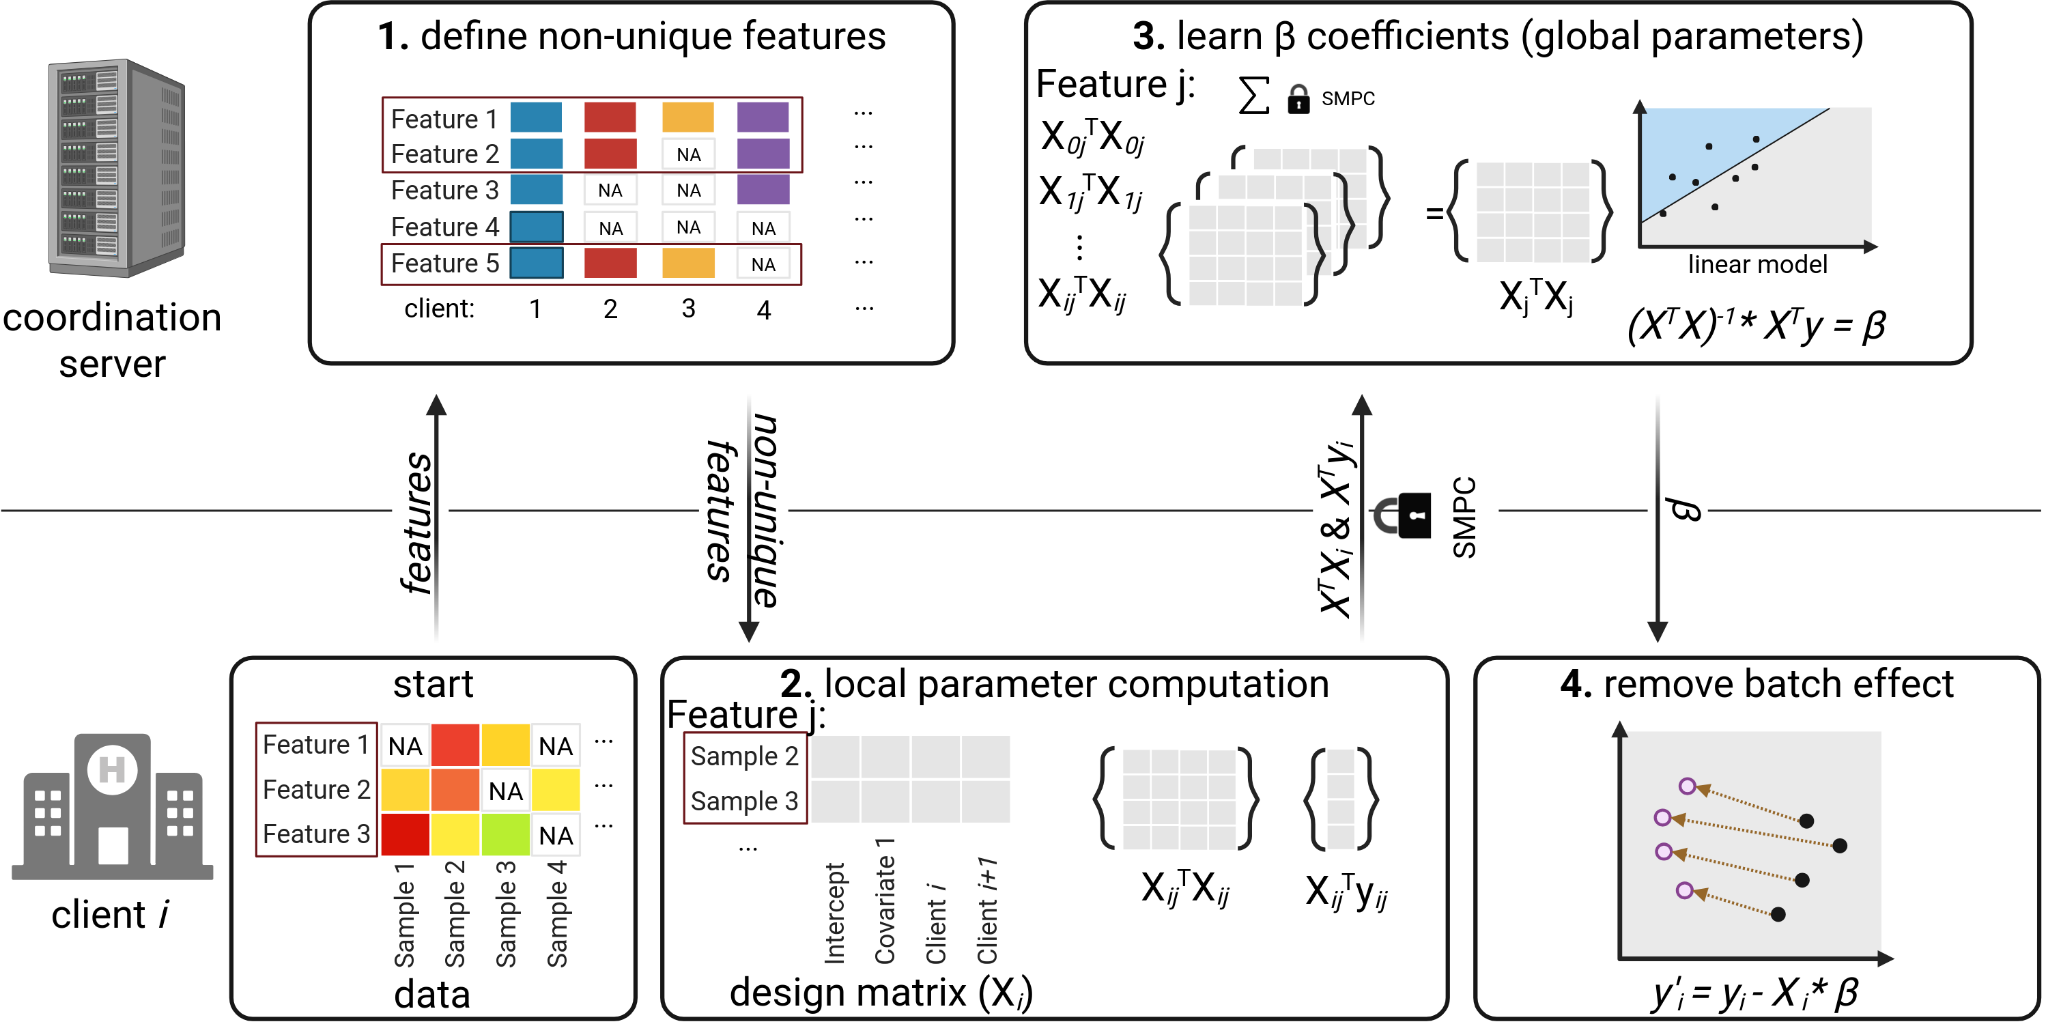 1. define non-unique features
Feature 1 ...
Feature 2 NA ...
Feature 3 NA NA ...
Feature 4 NA NA NA ...
Feature 5 NA ...
client: 1 2 3 4 ...
coordination
server
3. learn β coefficients (global parameters)
Feature j:
∑ SMPC
X0jᵀX0j
X1jᵀX1j
⋮
XijᵀXij
=
XjᵀXj
linear model
(XᵀX)⁻¹* Xᵀy = β
features
non-unique
features
XᵀXi & Xᵀyi
SMPC
β
client i
H
start
Feature 1 NA NA ...
Feature 2 NA ...
Feature 3 NA ...
Sample 1
Sample 2
Sample 3
Sample 4
data
2. local parameter computation
Feature j:
Sample 2
Sample 3
...
Intercept
Covariate 1
Client i
Client i+1
design matrix (Xi)
XijᵀXij
Xijᵀyij
4. remove batch effect
y'i = yi - Xi* β